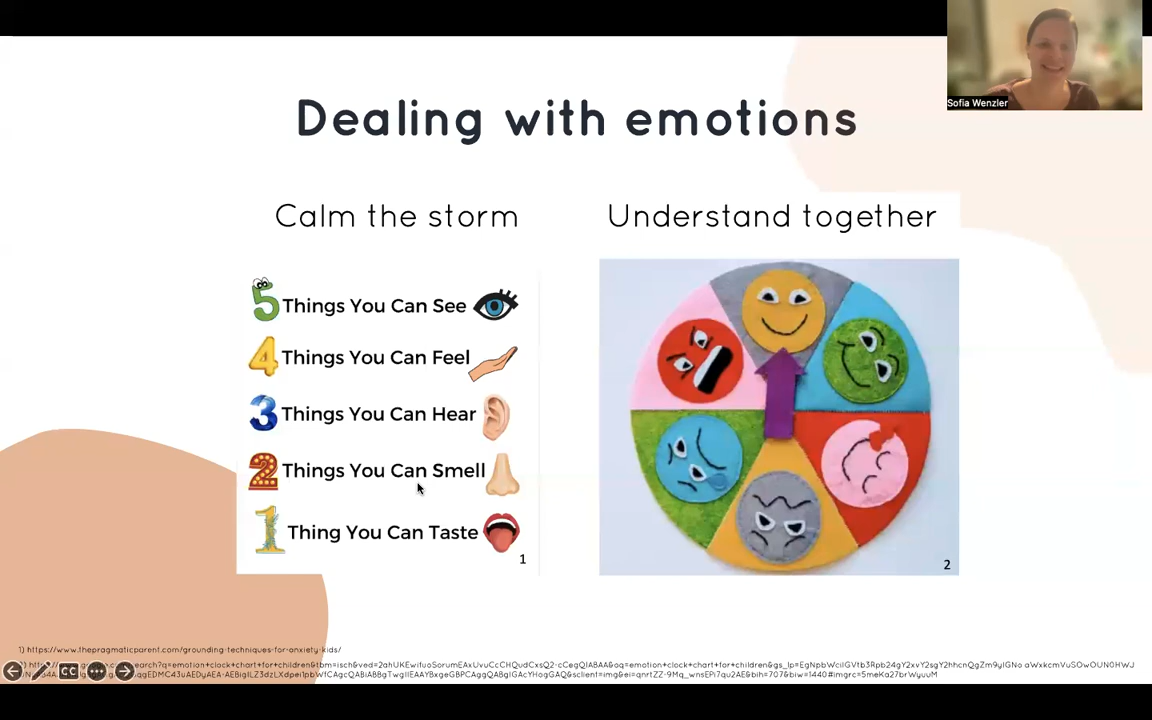 Sofia Wenzler
Dealing with emotions
Calm the storm
Understand together
5 Things You Can See
4 Things You Can Feel
3 Things You Can Hear
2 Things You Can Smell
1 Thing You Can Taste
1
2
1) https://www.thepragmaticparent.com/grounding-techniques-for-anxiety-kids/
CC